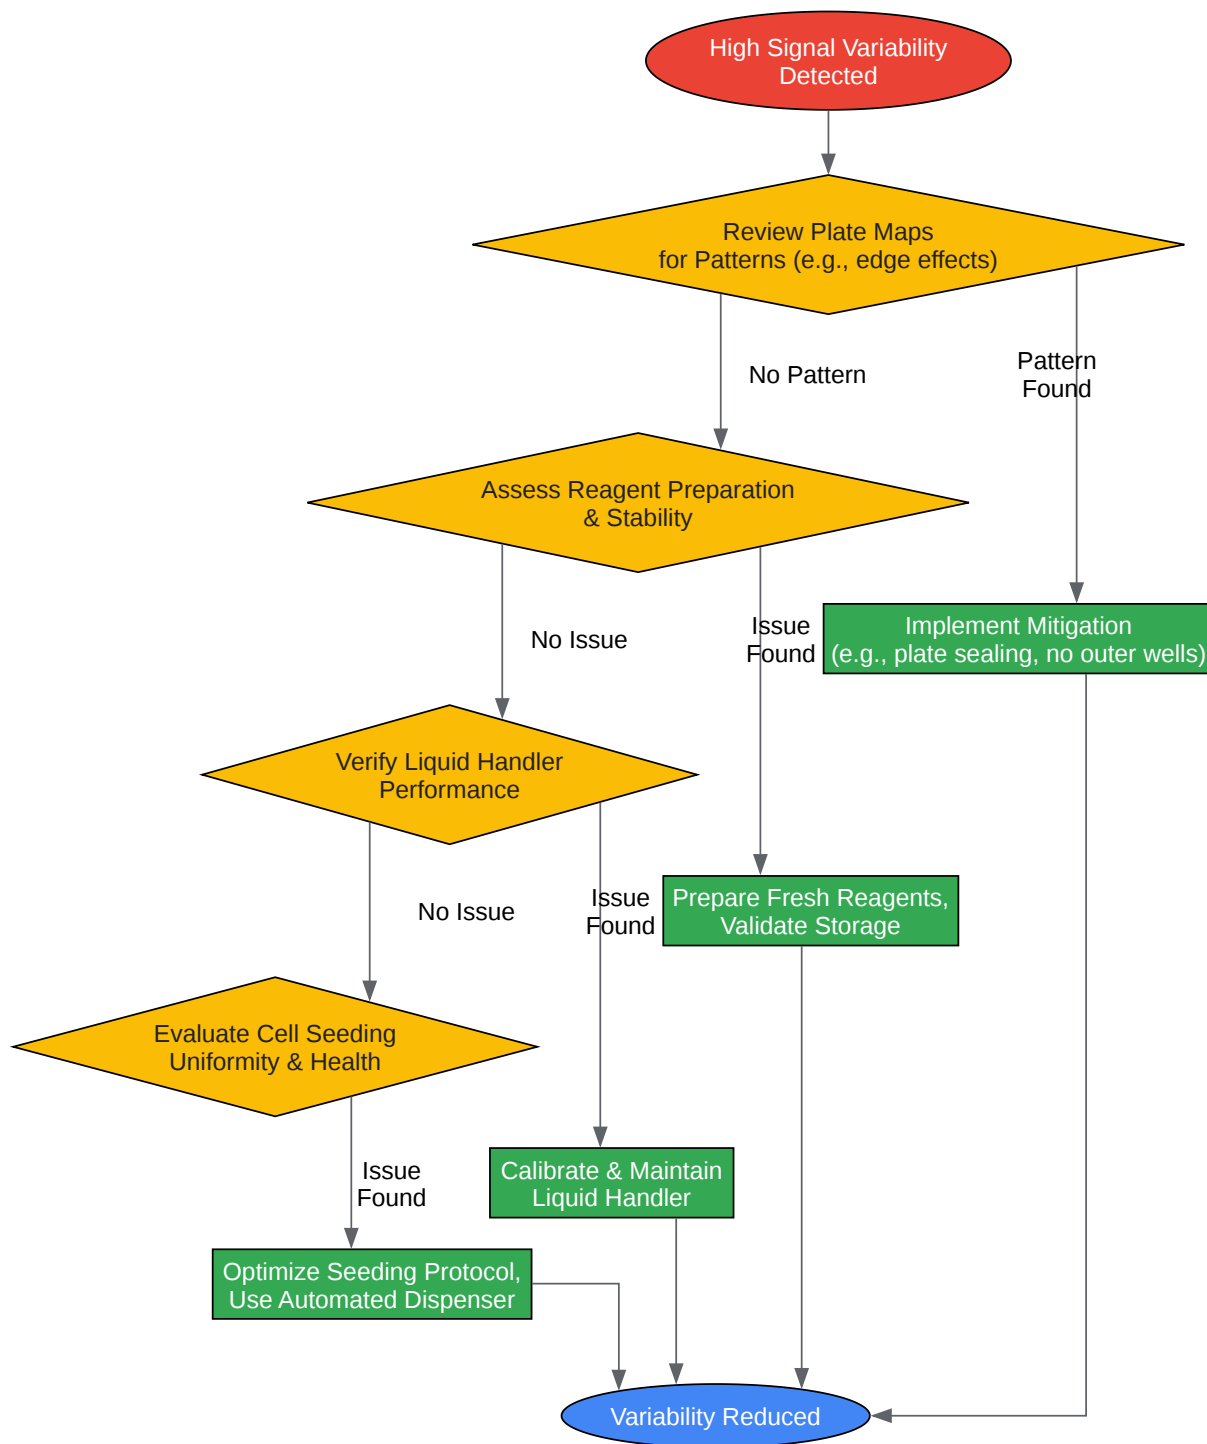 High Signal Variability
Detected
Review Plate Maps
for Patterns (e.g., edge effects)
No Pattern
Pattern
Found
Assess Reagent Preparation
& Stability
No Issue
Issue
Found
Implement Mitigation
(e.g., plate sealing, no outer wells)
Verify Liquid Handler
Performance
No Issue
Issue
Found
Prepare Fresh Reagents,
Validate Storage
Evaluate Cell Seeding
Uniformity & Health
Issue
Found
Calibrate & Maintain
Liquid Handler
Optimize Seeding Protocol,
Use Automated Dispenser
Variability Reduced